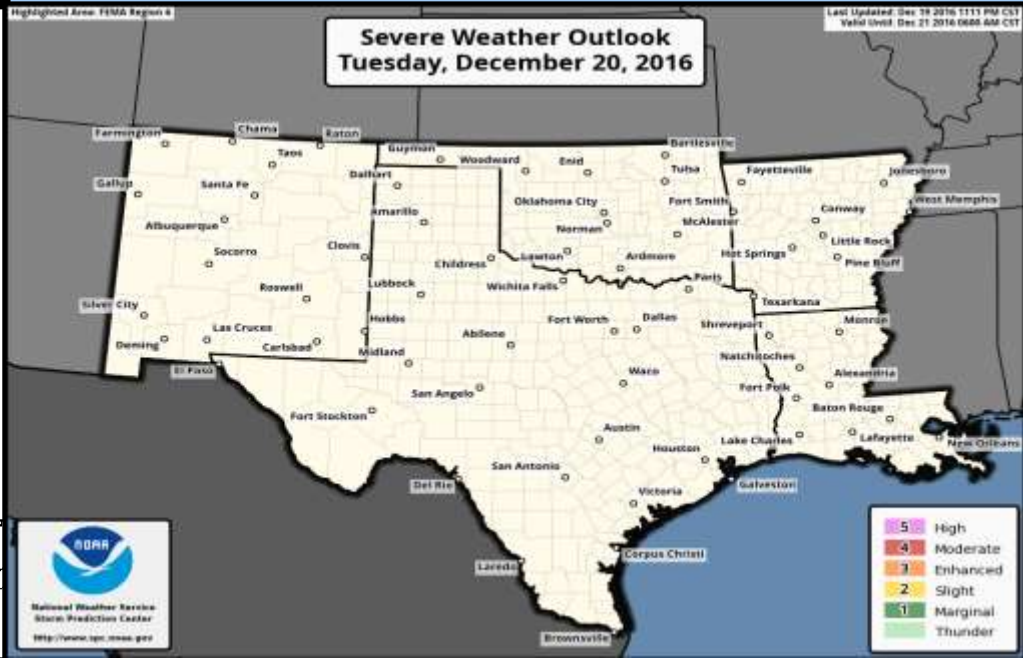 Highlighted Area: FEMA Region 6
Last Updated: Dec 19 2016 1111 PM CST
Valid Until: Dec 21 2016 0600 AM CST
Severe Weather Outlook
Tuesday, December 20, 2016
Farmington
Chama
Raton
Taos
Guymon
Woodward
Enid
Bartlesville
Tulsa
Fayetteville
Jonesboro
Gallup
Santa Fe
Dalhart
Oklahoma City
Fort Smith
Conway
West Memphis
Albuquerque
Amarillo
Norman
McAlester
Little Rock
Socorro
Clovis
Childress
Lawton
Ardmore
Hot Springs
Pine Bluff
Roswell
Lubbock
Wichita Falls
Paris
Texarkana
Silver City
Las Cruces
Hobbs
Abilene
Fort Worth
Dallas
Shreveport
Monroe
Deming
Carlsbad
Midland
Natchitoches
El Paso
San Angelo
Waco
Fort Polk
Alexandria
Fort Stockton
Austin
Baton Rouge
Houston
Lake Charles
Lafayette
New Orleans
San Antonio
Del Rio
Victoria
Galveston
Laredo
Corpus Christi
Brownsville
NOAA
National Weather Service
Storm Prediction Center
http://www.spc.noaa.gov
5 High
4 Moderate
3 Enhanced
2 Slight
1 Marginal
Thunder